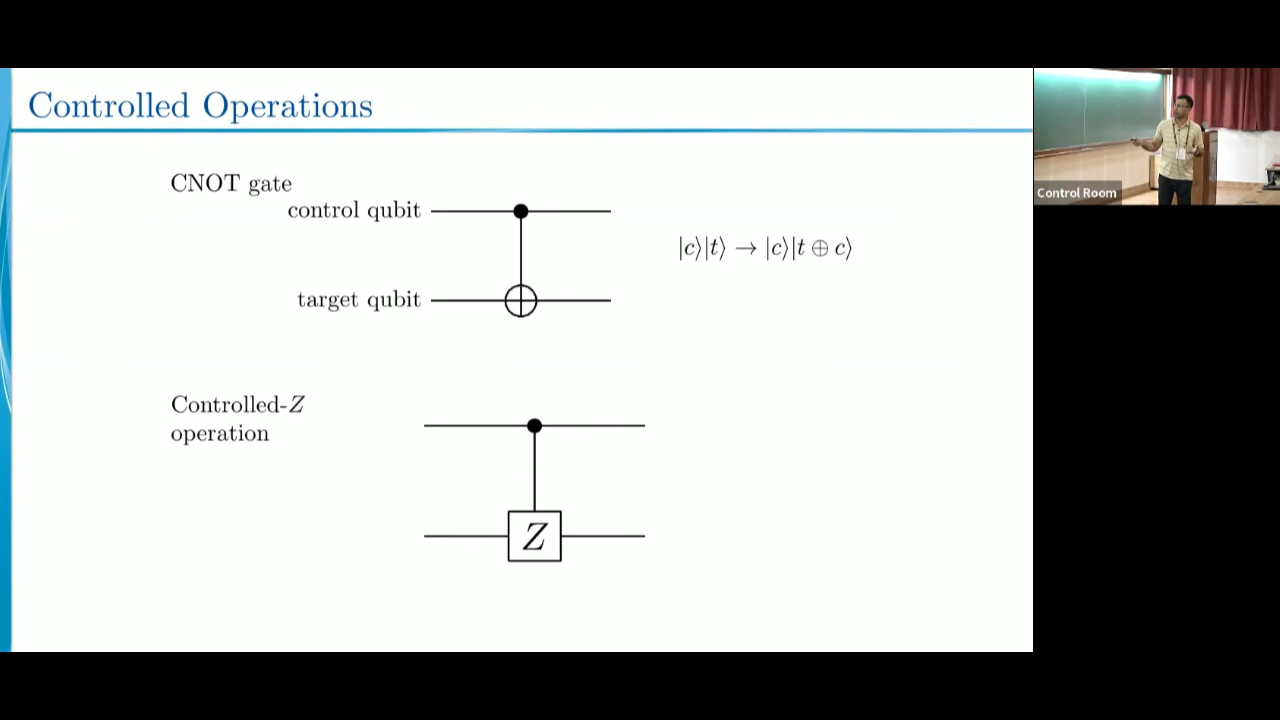 Controlled Operations
CNOT gate
control qubit
|c⟩|t⟩ → |c⟩|t ⊕ c⟩
target qubit
Controlled-Z
operation
Z
Control Room